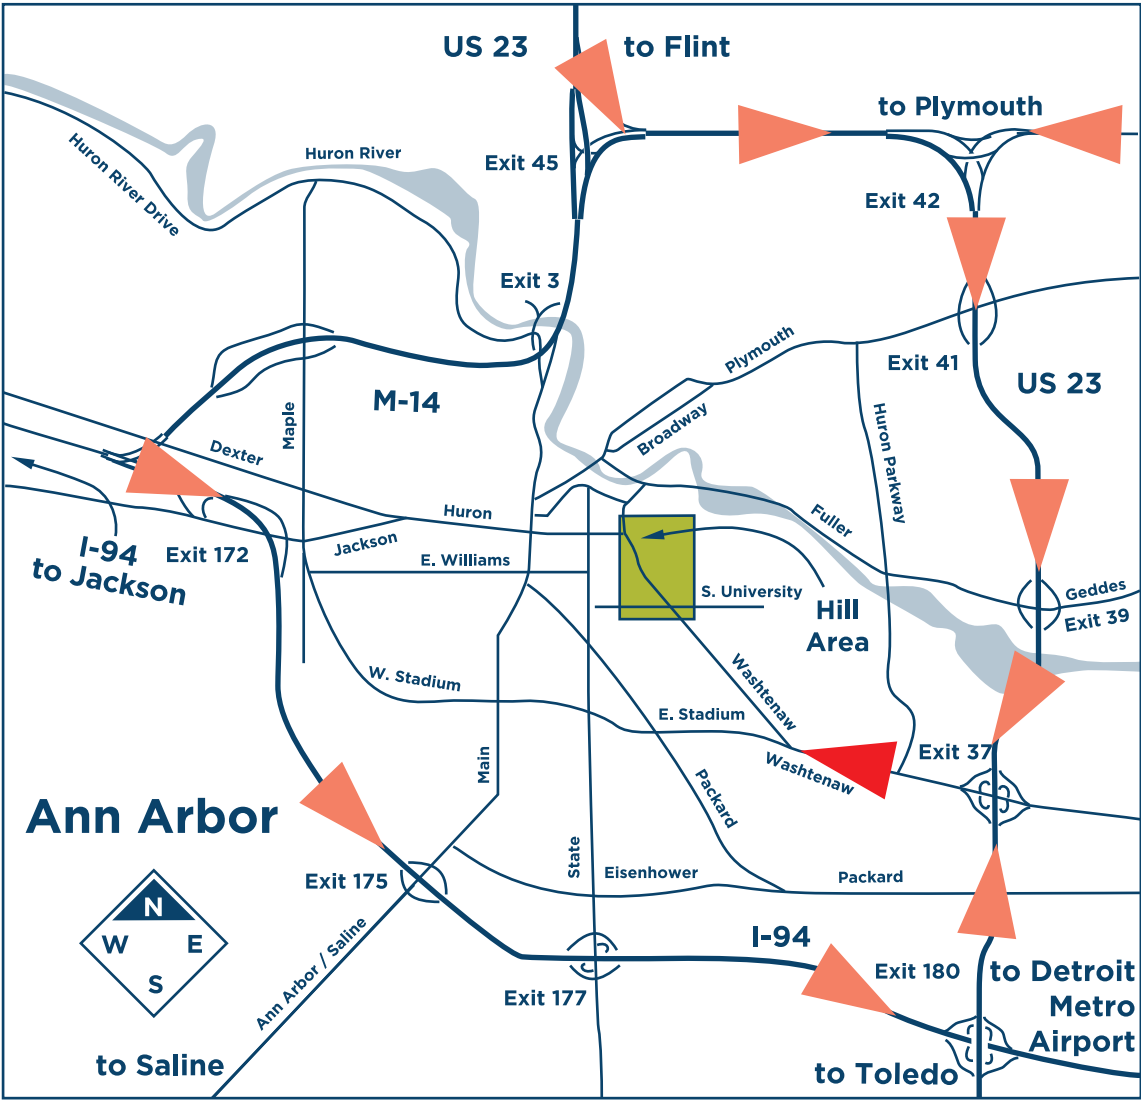 US 23
to Flint
to Plymouth
Huron River
Exit 45
Huron River Drive
Exit 42
Exit 3
Plymouth
Exit 41
US 23
M-14
Maple
Broadway
Huron Parkway
Dexter
Huron
Fuller
Jackson
I-94
to Jackson
Exit 172
E. Williams
S. University
Geddes
Exit 39
Hill
Area
W. Stadium
Washtenaw
E. Stadium
Exit 37
Washtenaw
Main
Packard
Ann Arbor
State
Eisenhower
Packard
Exit 175
N
W
E
S
Ann Arbor / Saline
I-94
Exit 180
to Detroit
Metro
Airport
Exit 177
to Saline
to Toledo